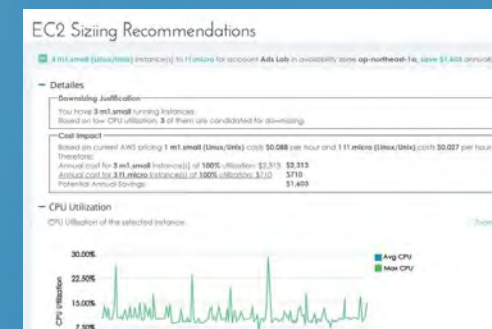 EC2 Siziing Recommendations
3 m1.small (Linux/Unix) instance(s) to t1.micro for account Ads Lab in availability zone ap-northeast-1a, save $1,603 annually
Detailes
Downsizing Justification
You have 3 m1.small running instances.
Based on low CPU utilization, 3 of them are candidated for downsizing.
Cost Impact
Based on current AWS pricing 1 m1.small (Linux/Unix) costs $0.088 per hour and 1 t1.micro (Linux/Unix) costs $0.027 per hour
Therefore:
Annual cost for 3 m1.small instance(s) at 100% utilization: $2,313 $2,313
Annual cost for 3 t1.micro instance(s) at 100% utilization: $710 $710
Potential Annual Savings: $1,603
CPU Utilization
CPU Utilization of the selected instance.
Zoom
30.00%
22.50%
15.00%
7.50%
CPU Utilization
Avg CPU
Max CPU